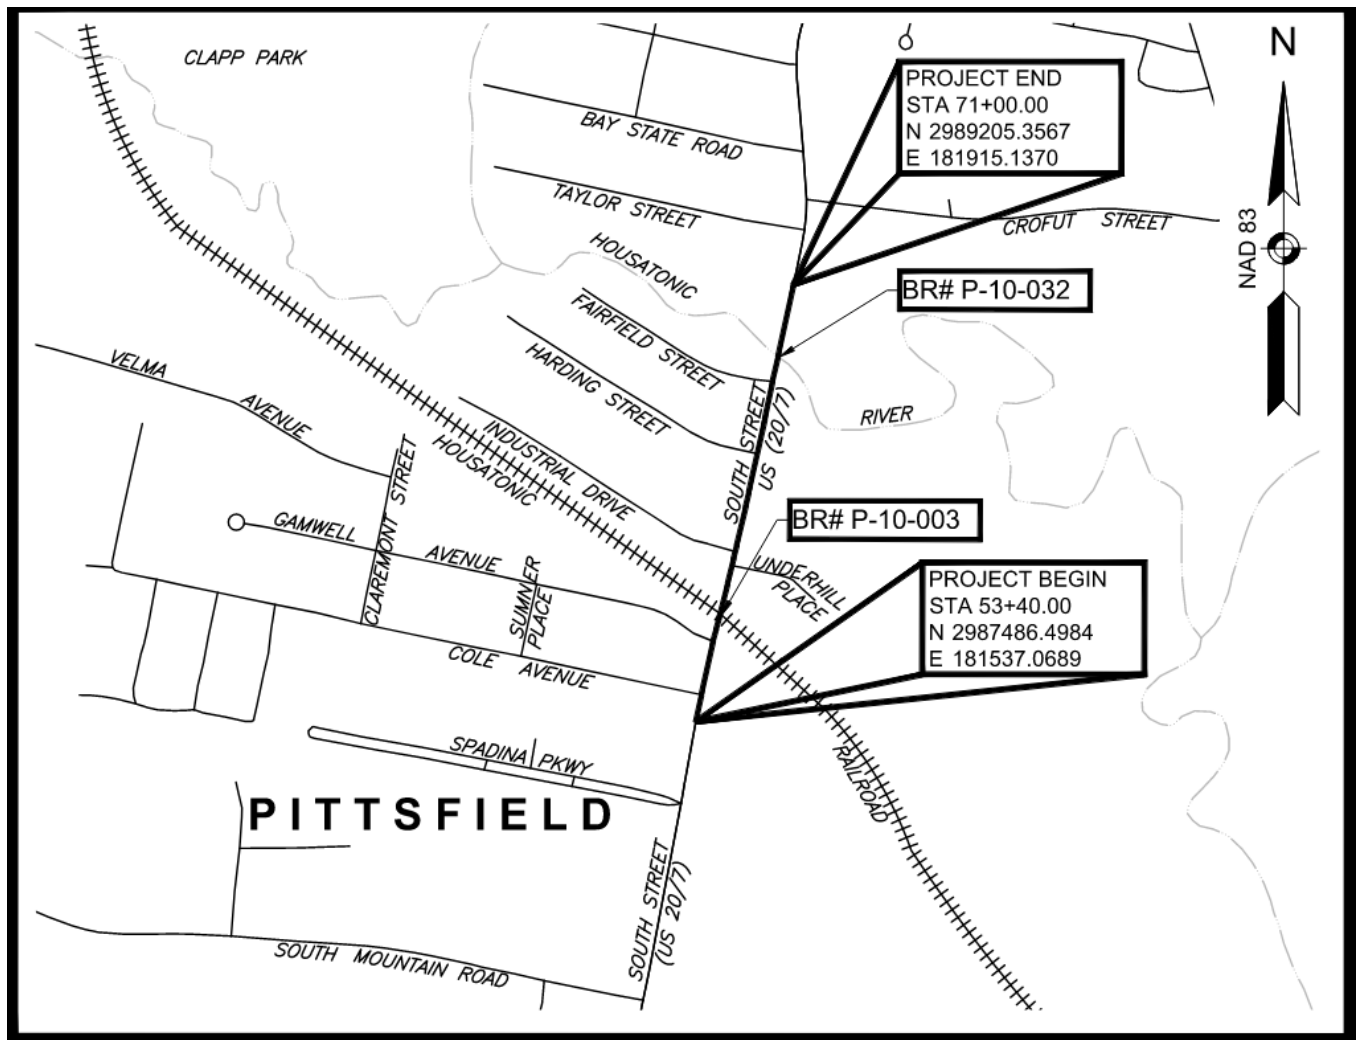 CLAPP PARK
N
PROJECT END
STA 71+00.00
N 2989205.3567
E 181915.1370
BAY STATE ROAD
TAYLOR STREET
CROFUT STREET
NAD 83
HOUSATONIC
BR# P-10-032
FAIRFIELD STREET
HARDING STREET
VELMA
AVENUE
RIVER
SOUTH STREET
US (20/7)
INDUSTRIAL DRIVE
HOUSATONIC
CLAREMONT STREET
BR# P-10-003
GAMWELL
AVENUE
SUMNER
PLACE
UNDERHILL
PLACE
PROJECT BEGIN
STA 53+40.00
N 2987486.4984
E 181537.0689
COLE AVENUE
SPADINA PKWY
RAILROAD
PITTSFIELD
SOUTH STREET
(US 20/7)
SOUTH MOUNTAIN ROAD